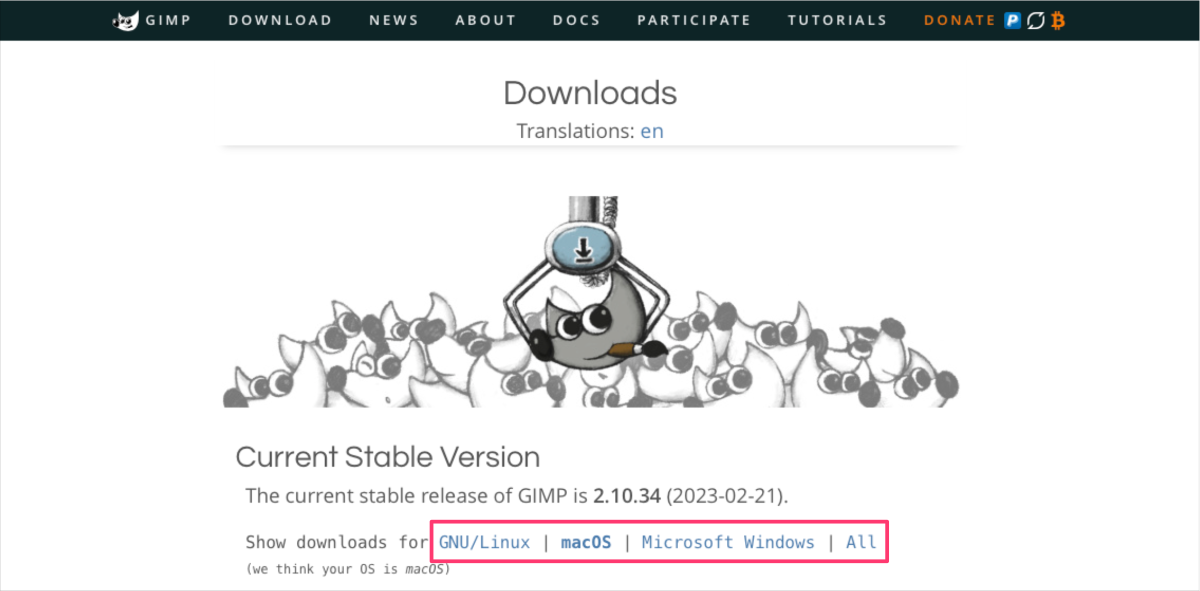 GIMP DOWNLOAD NEWS ABOUT DOCS PARTICIPATE TUTORIALS DONATE
Downloads
Translations: en
Current Stable Version
The current stable release of GIMP is 2.10.34 (2023-02-21).
Show downloads for GNU/Linux | macOS | Microsoft Windows | All
(we think your OS is macOS)